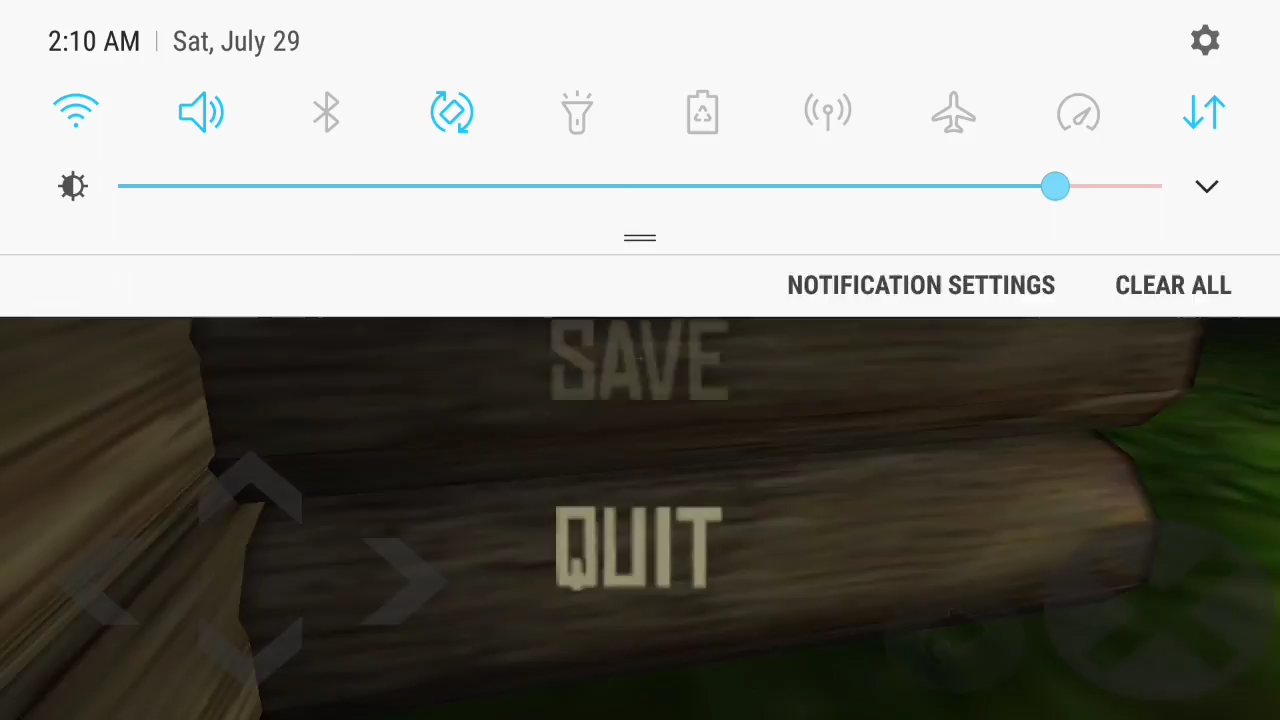 2:10 AM | Sat, July 29
NOTIFICATION SETTINGS CLEAR ALL
SAVE
QUIT